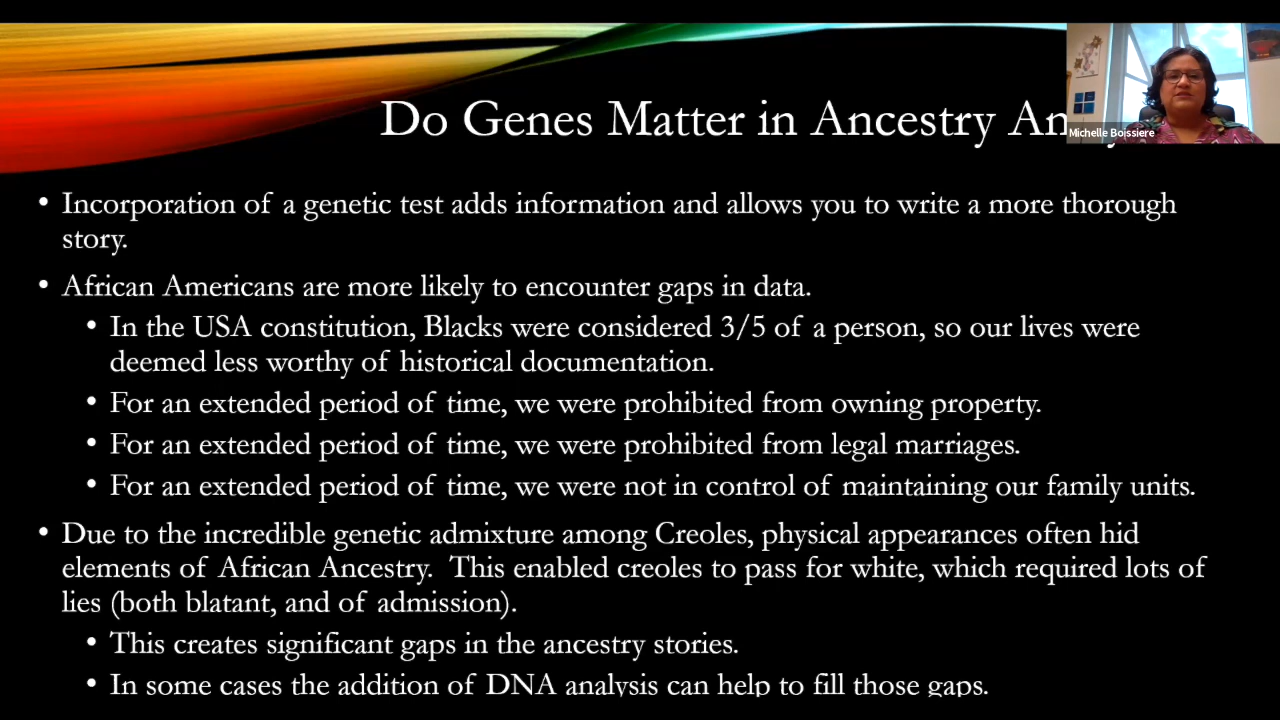 Do Genes Matter in Ancestry
Michelle Boissiere
• Incorporation of a genetic test adds information and allows you to write a more thorough
story.
• African Americans are more likely to encounter gaps in data.
• In the USA constitution, Blacks were considered 3/5 of a person, so our lives were
deemed less worthy of historical documentation.
• For an extended period of time, we were prohibited from owning property.
• For an extended period of time, we were prohibited from legal marriages.
• For an extended period of time, we were not in control of maintaining our family units.
• Due to the incredible genetic admixture among Creoles, physical appearances often hid
elements of African Ancestry. This enabled creoles to pass for white, which required lots of
lies (both blatant, and of admission).
• This creates significant gaps in the ancestry stories.
• In some cases the addition of DNA analysis can help to fill those gaps.